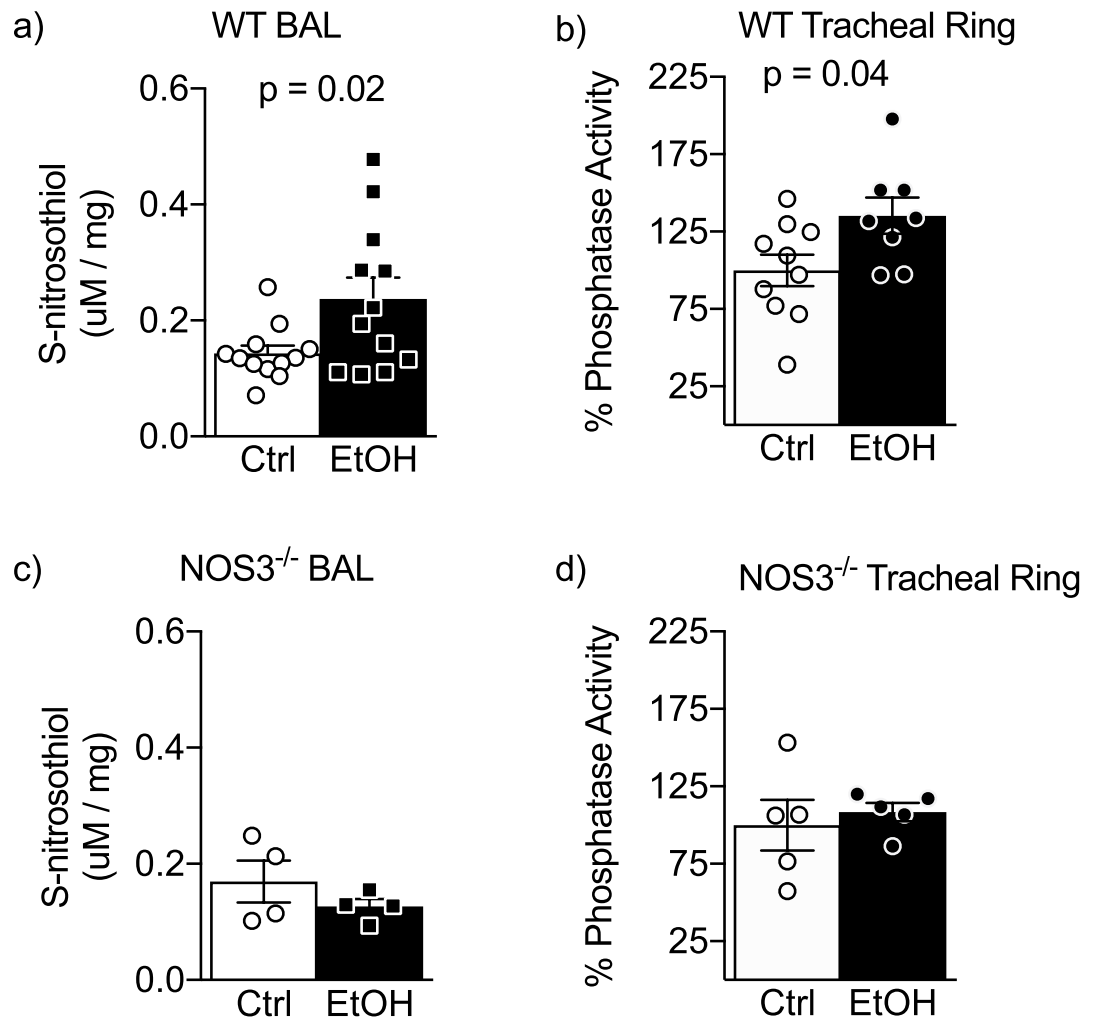 a)
WT BAL
p = 0.02
S-nitrosothiol
(uM / mg)
0.6
0.4
0.2
0.0
Ctrl EtOH
b)
WT Tracheal Ring
p = 0.04
% Phosphatase Activity
225
175
125
75
25
Ctrl EtOH
c)
NOS3-/- BAL
S-nitrosothiol
(uM / mg)
0.6
0.4
0.2
0.0
Ctrl EtOH
d)
NOS3-/- Tracheal Ring
% Phosphatase Activity
225
175
125
75
25
Ctrl EtOH